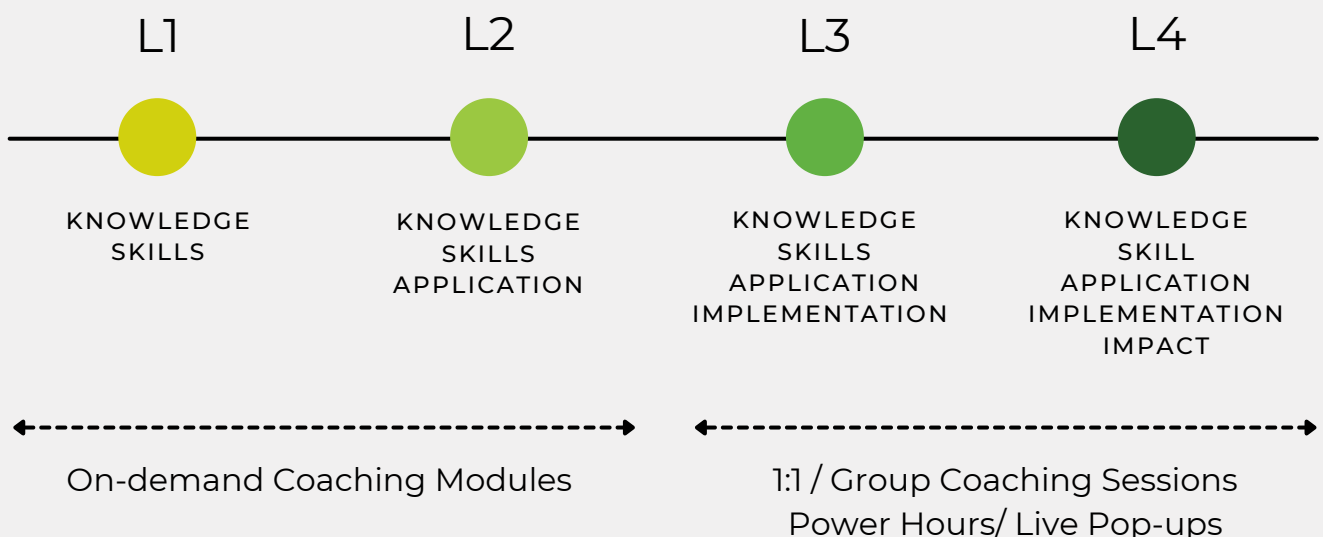 L1
L2
L3
L4
KNOWLEDGE
SKILLS
KNOWLEDGE
SKILLS
APPLICATION
KNOWLEDGE
SKILLS
APPLICATION
IMPLEMENTATION
KNOWLEDGE
SKILL
APPLICATION
IMPLEMENTATION
IMPACT
On-demand Coaching Modules
1:1 / Group Coaching Sessions
Power Hours/ Live Pop-ups